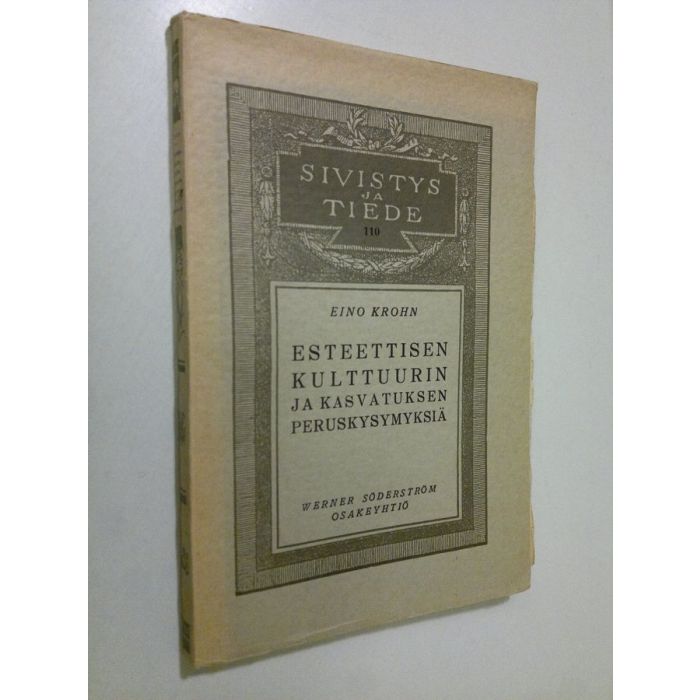 SIVISTYS
JA
TIEDE
110
EINO KROHN
ESTEETTISEN
KULTTUURIN
JA KASVATUKSEN
PERUSKYSYMYKSIÄ
WERNER SÖDERSTRÖM
OSAKEYHTIÖ